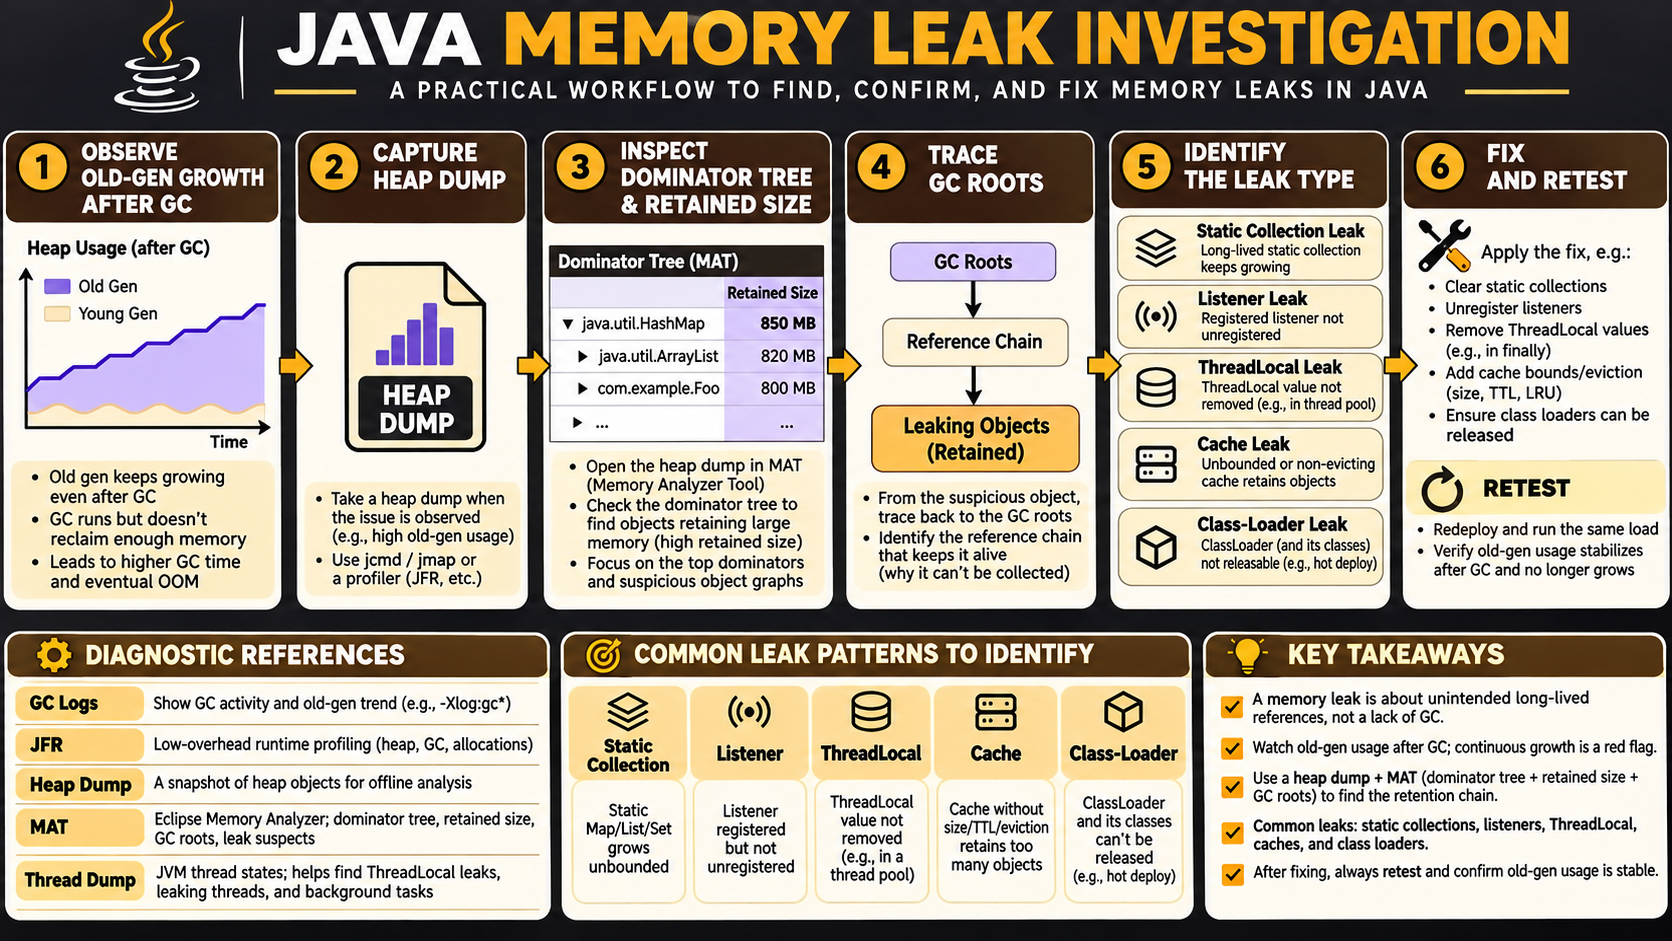 JAVA MEMORY LEAK INVESTIGATION
A PRACTICAL WORKFLOW TO FIND, CONFIRM, AND FIX MEMORY LEAKS IN JAVA
1
OBSERVE
OLD-GEN GROWTH
AFTER GC
Heap Usage (after GC)
Old Gen
Young Gen
Time
• Old gen keeps growing
even after GC
• GC runs but doesn't
reclaim enough memory
• Leads to higher GC time
and eventual OOM
2
CAPTURE
HEAP DUMP
HEAP
DUMP
• Take a heap dump when
the issue is observed
(e.g., high old-gen usage)
• Use jcmd / jmap or
a profiler (JFR, etc.)
3
INSPECT
DOMINATOR TREE
& RETAINED SIZE
Dominator Tree (MAT)
Retained Size
▼ java.util.HashMap 850 MB
▶ java.util.ArrayList 820 MB
▶ com.example.Foo 800 MB
▶ ... ...
• Open the heap dump in MAT
(Memory Analyzer Tool)
• Check the dominator tree to
find objects retaining large
memory (high retained size)
• Focus on the top dominators
and suspicious object graphs
4
TRACE
GC ROOTS
GC Roots
Reference Chain
Leaking Objects
(Retained)
• From the suspicious object,
trace back to the GC roots
• Identify the reference chain
that keeps it alive
(why it can't be collected)
5
IDENTIFY
THE LEAK TYPE
Static Collection Leak
Long-lived static collection
keeps growing
Listener Leak
Registered listener not
unregistered
ThreadLocal Leak
ThreadLocal value not
removed (e.g., in thread pool)
Cache Leak
Unbounded or non-evicting
cache retains objects
Class-Loader Leak
ClassLoader (and its classes)
not releasable (e.g., hot deploy)
6
FIX
AND RETEST
Apply the fix, e.g.:
• Clear static collections
• Unregister listeners
• Remove ThreadLocal values
(e.g., in finally)
• Add cache bounds/eviction
(size, TTL, LRU)
• Ensure class loaders can be
released
RETEST
• Redeploy and run the same load
• Verify old-gen usage stabilizes
after GC and no longer grows
DIAGNOSTIC REFERENCES
GC Logs
Show GC activity and old-gen trend (e.g., -Xlog:gc*)
JFR
Low-overhead runtime profiling (heap, GC, allocations)
Heap Dump
A snapshot of heap objects for offline analysis
MAT
Eclipse Memory Analyzer; dominator tree, retained size,
GC roots, leak suspects
Thread Dump
JVM thread states; helps find ThreadLocal leaks,
leaking threads, and background tasks
COMMON LEAK PATTERNS TO IDENTIFY
Static
Collection
Static
Map/List/Set
grows
unbounded
Listener
Listener
registered
but not
unregistered
ThreadLocal
ThreadLocal
value not
removed
(e.g., in a
thread pool)
Cache
Cache without
size/TTL/eviction
retains too
many objects
Class-Loader
ClassLoader
and its classes
can't be
released
(e.g., hot deploy)
KEY TAKEAWAYS
A memory leak is about unintended long-lived
references, not a lack of GC.
Watch old-gen usage after GC; continuous growth is a red flag.
Use a heap dump + MAT (dominator tree + retained size +
GC roots) to find the retention chain.
Common leaks: static collections, listeners, ThreadLocal,
caches, and class loaders.
After fixing, always retest and confirm old-gen usage is stable.